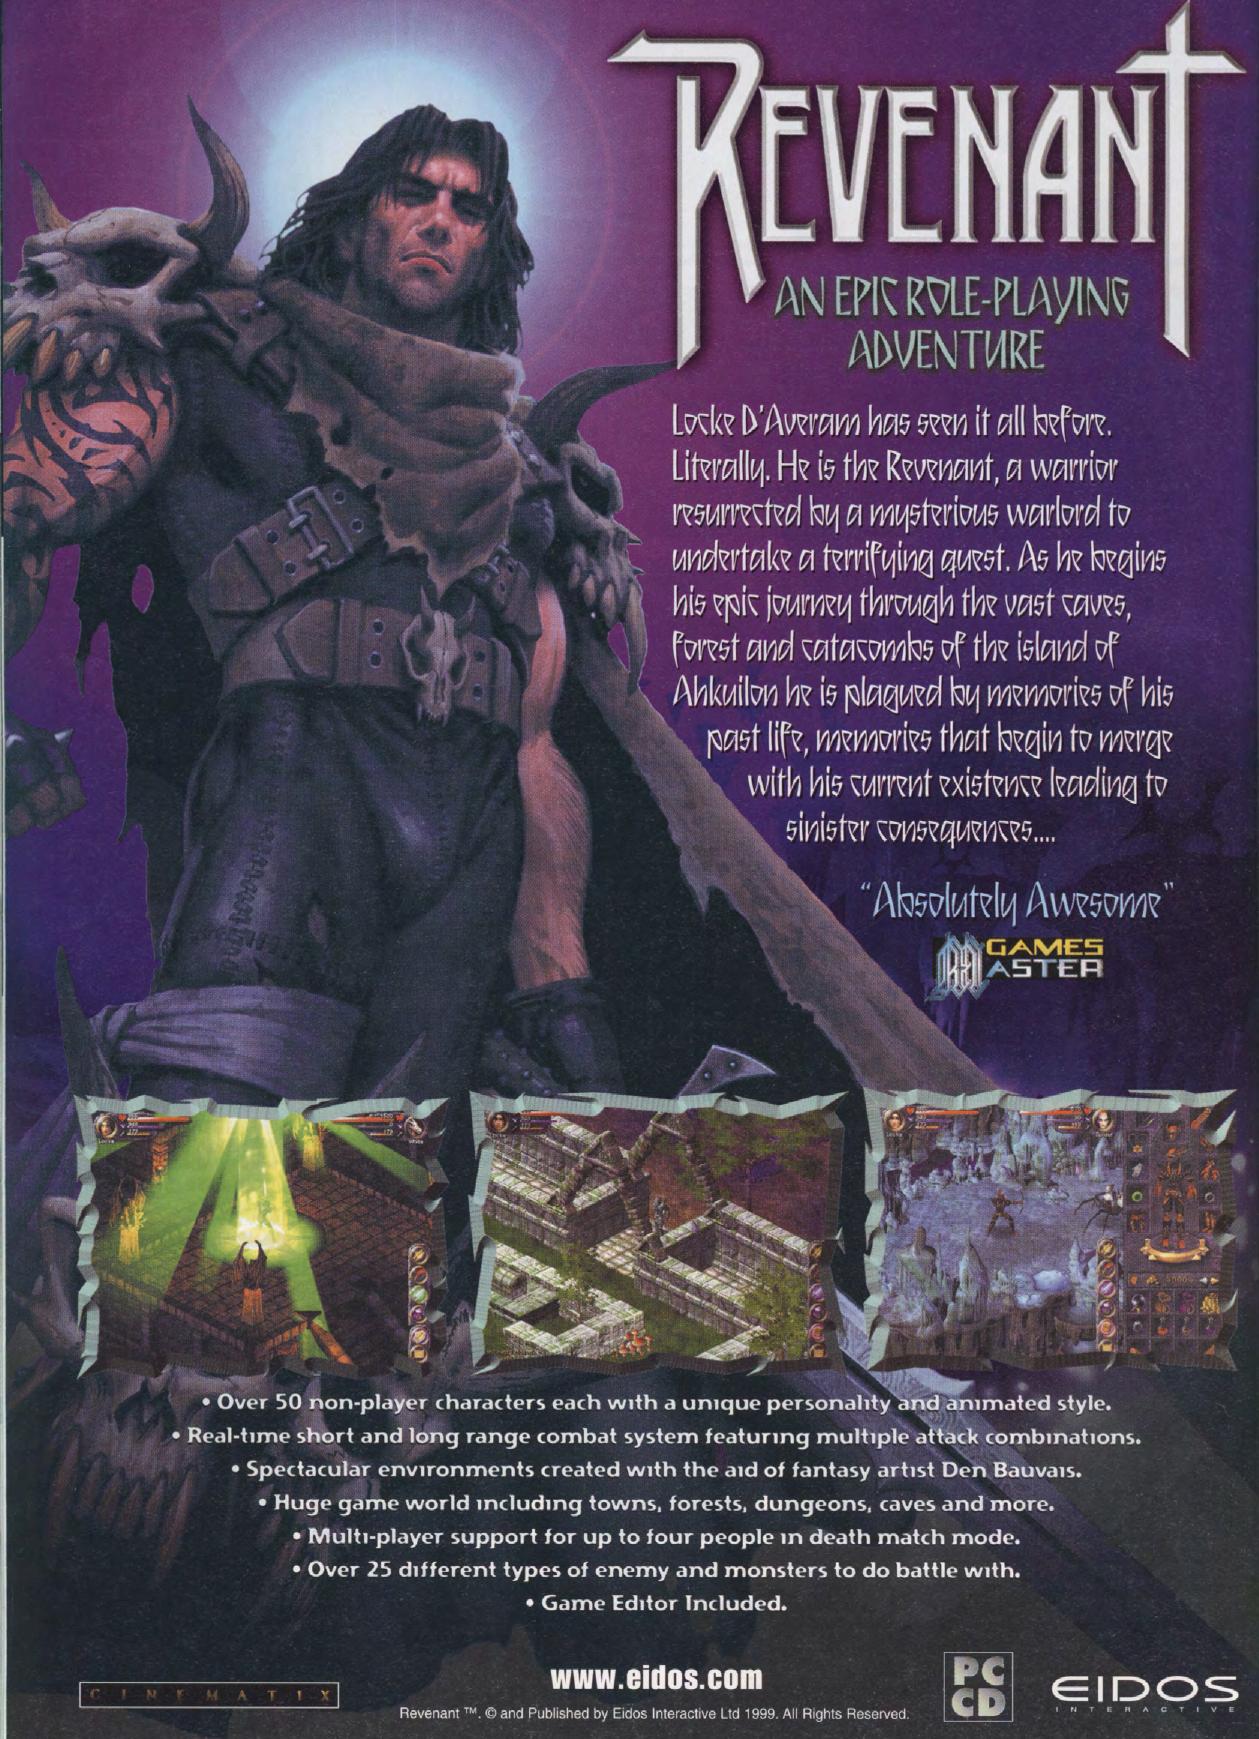 REVENANT
AN EPIC ROLE-PLAYING
ADVENTURE
Locke D'Averam has seen it all before.
Literally. He is the Revenant, a warrior
resurrected by a mysterious warlord to
undertake a terrifying quest. As he begins
his epic journey through the vast caves,
forest and catacombs of the island of
Ahkuilon he is plagued by memories of his
past life, memories that begin to merge
with his current existence leading to
sinister consequences....
"Absolutely Awesome"
GAMES
MASTER
• Over 50 non-player characters each with a unique personality and animated style.
• Real-time short and long range combat system featuring multiple attack combinations.
• Spectacular environments created with the aid of fantasy artist Den Bauvais.
• Huge game world including towns, forests, dungeons, caves and more.
• Multi-player support for up to four people in death match mode.
• Over 25 different types of enemy and monsters to do battle with.
• Game Editor Included.
CINEMATIX
www.eidos.com
Revenant ™. © and Published by Eidos Interactive Ltd 1999. All Rights Reserved.
PC
CD
EIDOS
INTERACTIVE